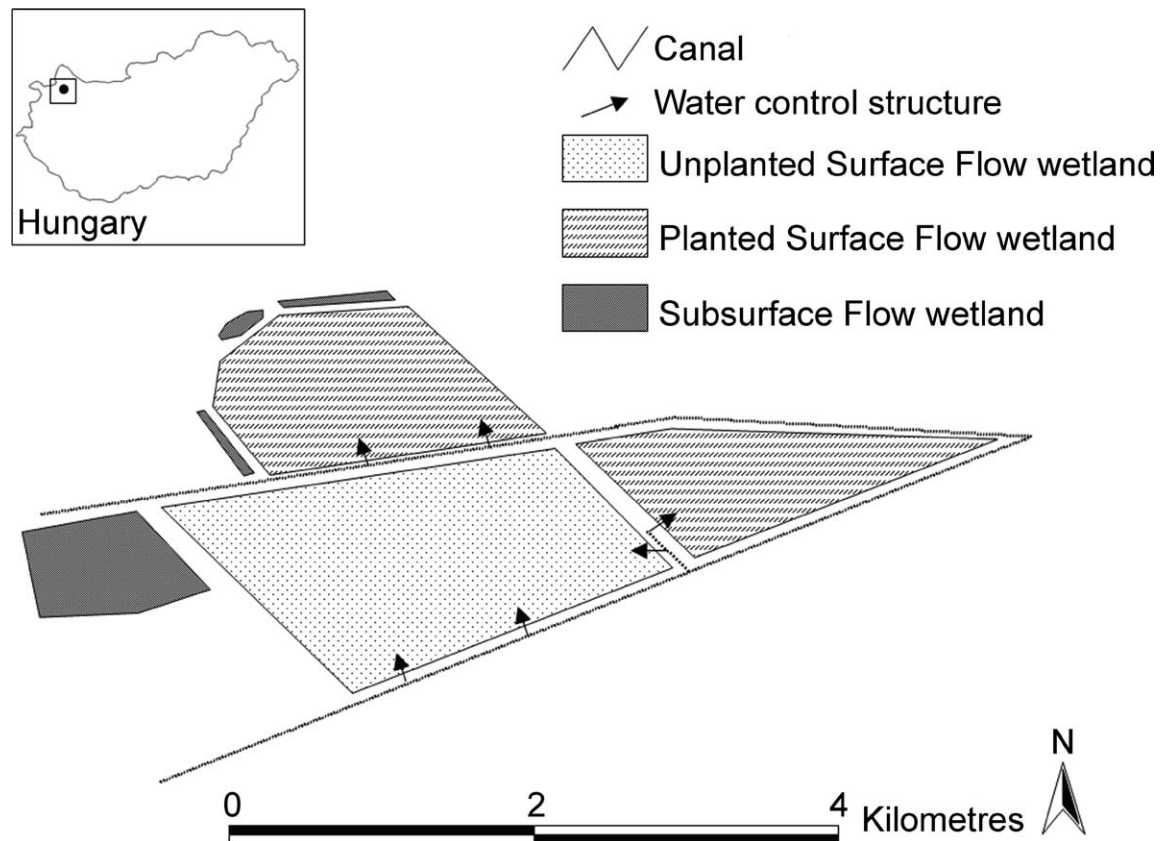 Hungary
Canal
Water control structure
Unplanted Surface Flow wetland
Planted Surface Flow wetland
Subsurface Flow wetland
N
0 2 4
Kilometres